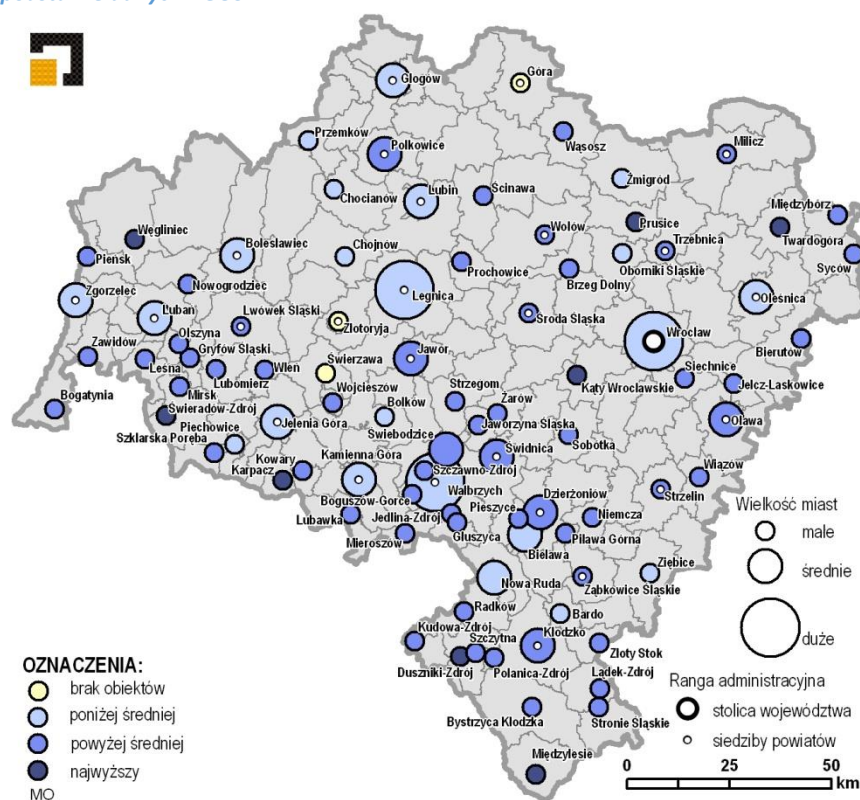 Głogów
Góra
Przemków
Polkowice
Wąsosz
Milicz
Żmigród
Chocianów
Lubin
Ścinawa
Międzybórz
Węgliniec
Wołów
Prusice
Twardogóra
Pieńsk
Bolesławiec
Chojnów
Trzebnica
Syców
Prochowice
Oborniki Śląskie
Brzeg Dolny
Nowogrodziec
Zgorzelec
Legnica
Oleśnica
Lubań
Lwówek Śląski
Środa Śląska
Złotoryja
Wrocław
Olszyna
Zawidów
Gryfów Śląski
Jawor
Bierutów
Leśna
Wleń
Świerzawa
Siechnice
Lubomierz
Kąty Wrocławskie
Jelcz-Laskowice
Mirsk
Wojcieszów
Strzegom
Bogatynia
Żarów
Świeradów-Zdrój
Bolków
Jaworzyna Śląska
Oława
Piechowice
Jelenia Góra
Świebodzice
Sobótka
Szklarska Poręba
Kamienna Góra
Świdnica
Kowary
Szczawno-Zdrój
Wiązów
Karpacz
Wałbrzych
Strzelin
Boguszów-Gorce
Dzierżoniów
Pieszyce
Lubawka
Jedlina-Zdrój
Niemcza
Głuszyca
Mieroszów
Piława Górna
Bielawa
Ziębice
Nowa Ruda
Ząbkowice Śląskie
Radków
Bardo
Kudowa-Zdrój
Kłodzko
Szczytna
Złoty Stok
Duszniki-Zdrój
Polanica-Zdrój
Lądek-Zdrój
Bystrzyca Kłodzka
Stronie Śląskie
Międzylesie
Wielkość miast
małe
średnie
duże
Ranga administracyjna
stolica województwa
siedziby powiatów
0 25 50
km
OZNACZENIA:
brak obiektów
poniżej średniej
powyżej średniej
najwyższy
MO